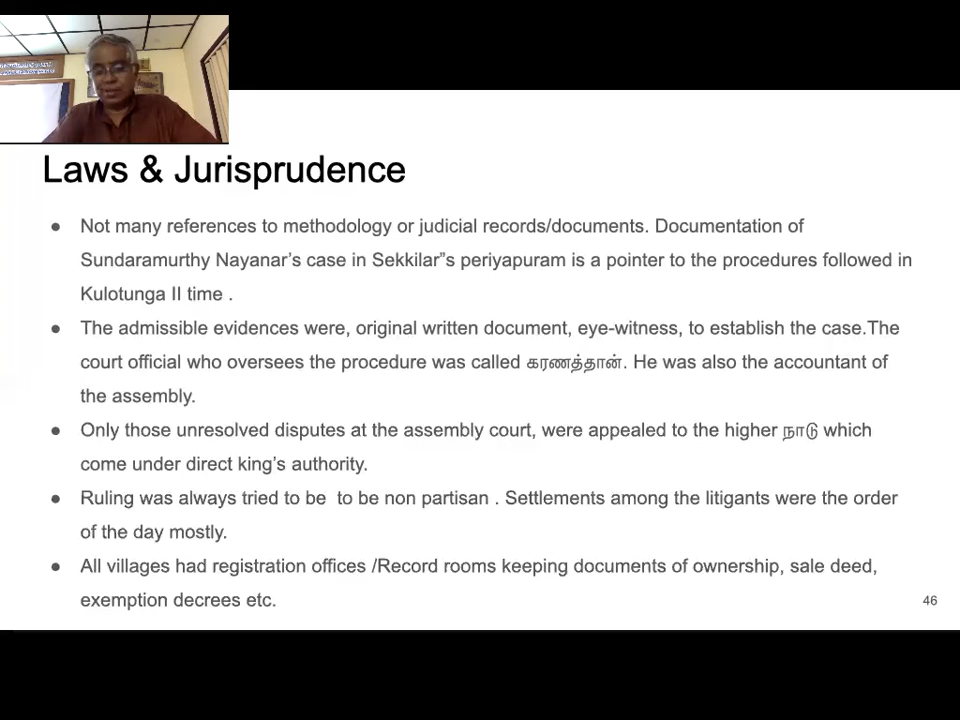 Laws & Jurisprudence
● Not many references to methodology or judicial records/documents. Documentation of
Sundaramurthy Nayanar's case in Sekkilar"s periyapuram is a pointer to the procedures followed in
Kulotunga II time .
● The admissible evidences were, original written document, eye-witness, to establish the case.The
court official who oversees the procedure was called கரணத்தான். He was also the accountant of
the assembly.
● Only those unresolved disputes at the assembly court, were appealed to the higher நாடு which
come under direct king's authority.
● Ruling was always tried to be  to be non partisan . Settlements among the litigants were the order
of the day mostly.
● All villages had registration offices /Record rooms keeping documents of ownership, sale deed,
exemption decrees etc.
46